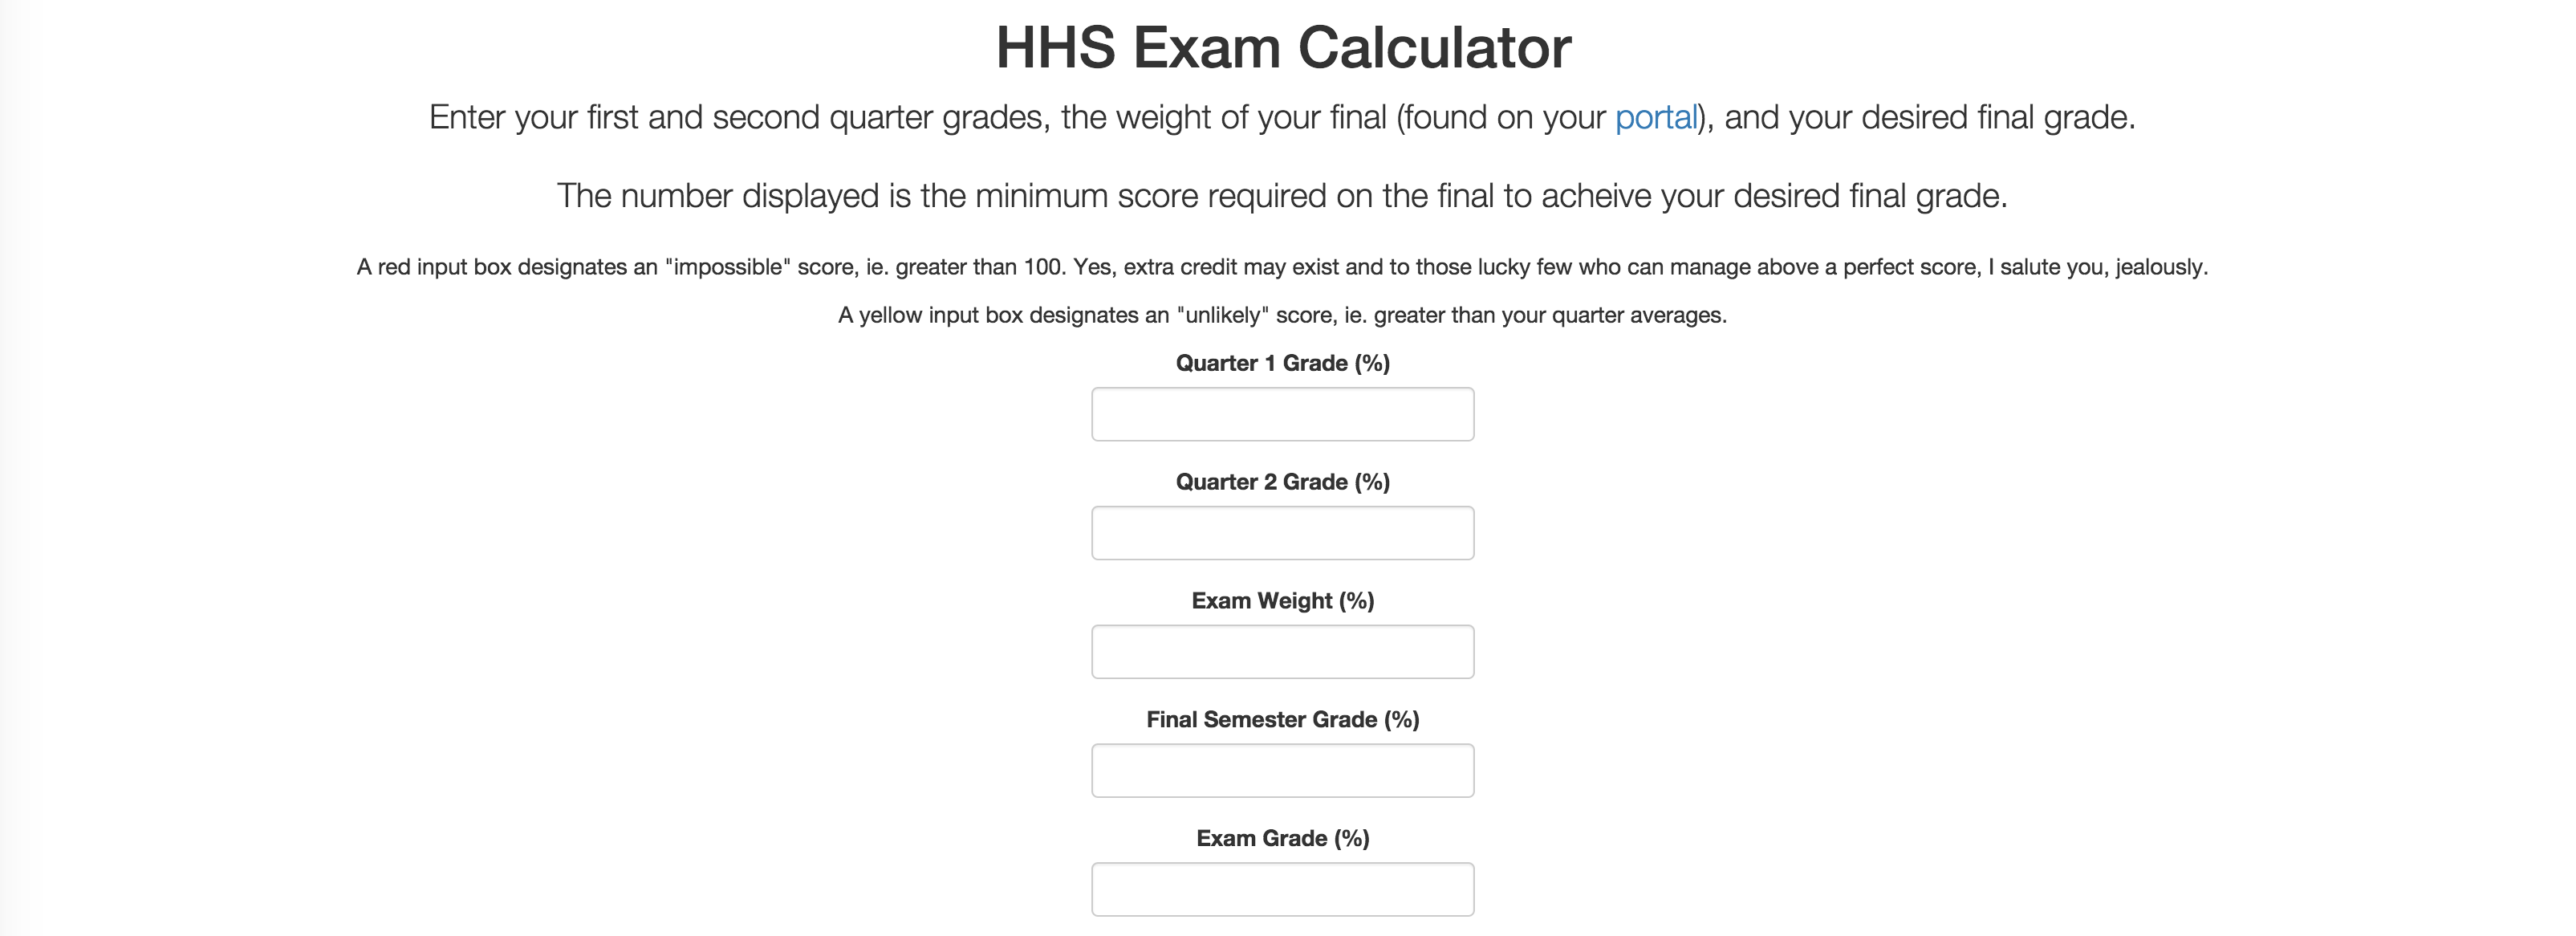 HHS Exam Calculator
Enter your first and second quarter grades, the weight of your final (found on your portal), and your desired final grade.
The number displayed is the minimum score required on the final to acheive your desired final grade.
A red input box designates an "impossible" score, ie. greater than 100. Yes, extra credit may exist and to those lucky few who can manage above a perfect score, I salute you, jealously.
A yellow input box designates an "unlikely" score, ie. greater than your quarter averages.
Quarter 1 Grade (%)
Quarter 2 Grade (%)
Exam Weight (%)
Final Semester Grade (%)
Exam Grade (%)